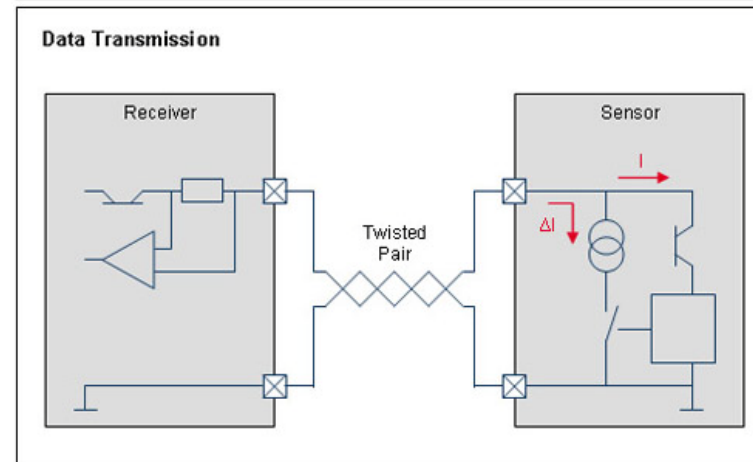 Data Transmission
Receiver
Sensor
I
ΔI
Twisted
Pair